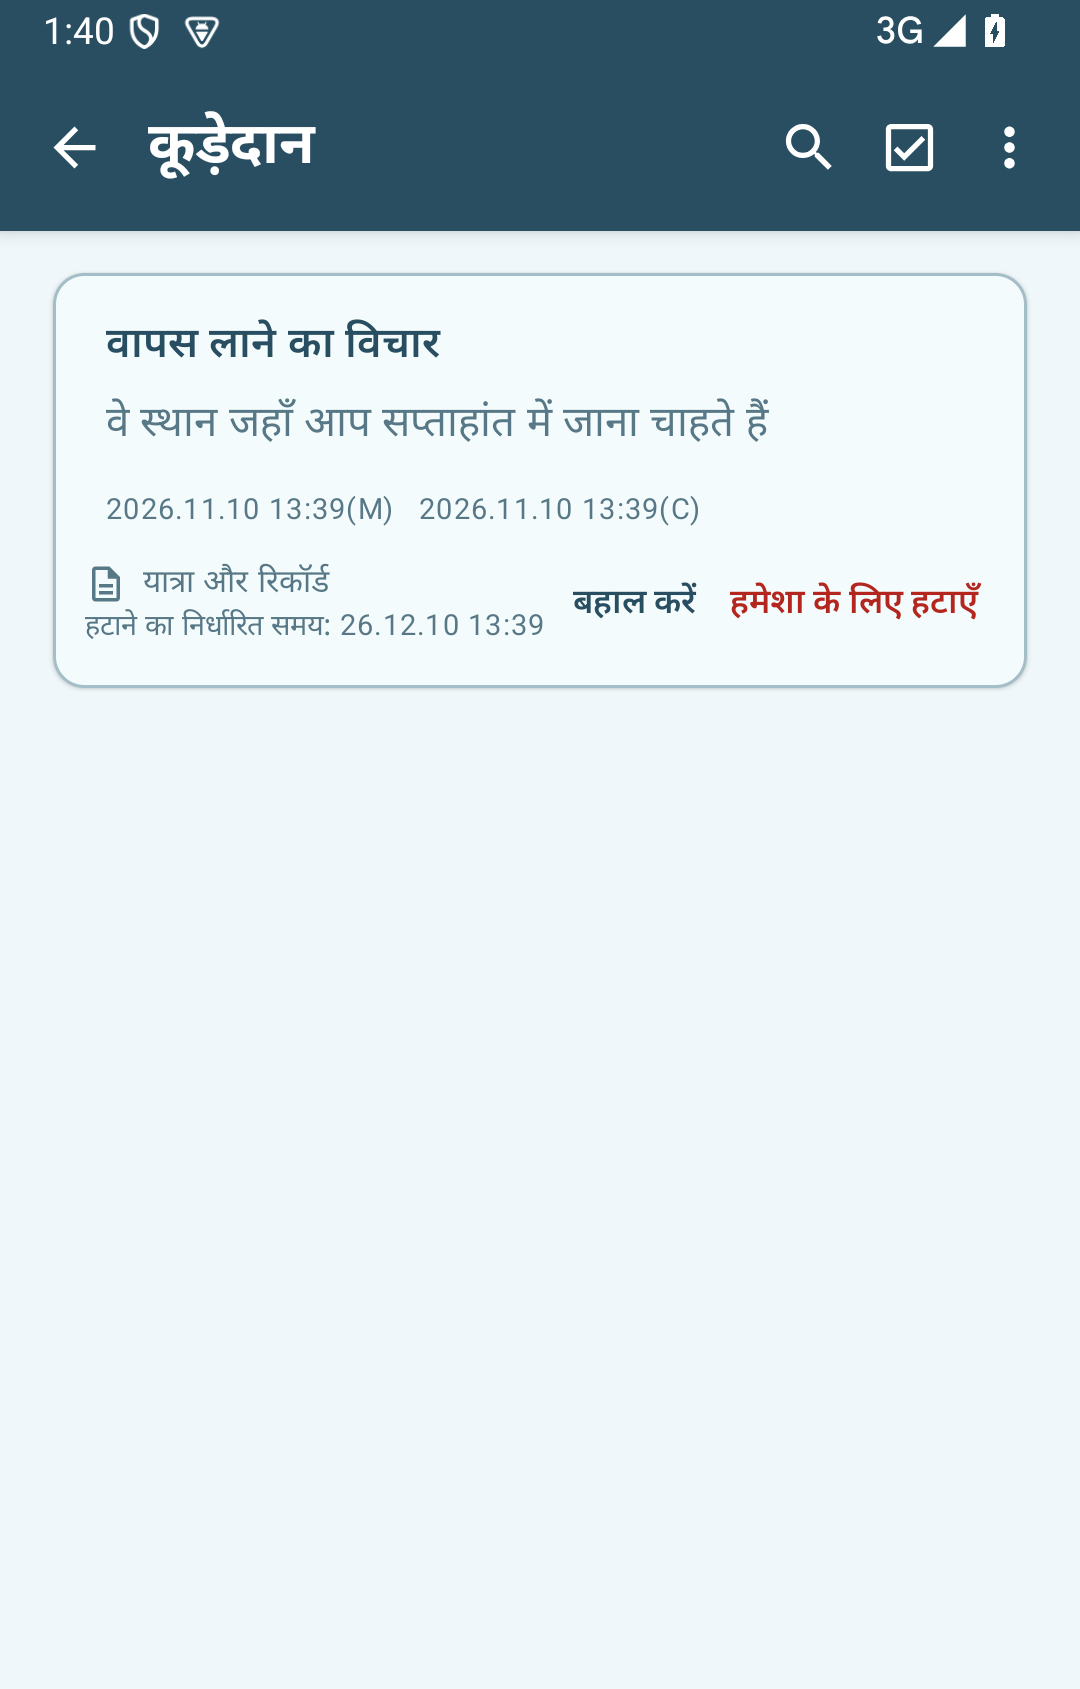 1:40 3G
कूड़ेदान
वापस लाने का विचार
वे स्थान जहाँ आप सप्ताहांत में जाना चाहते हैं
2026.11.10 13:39(M) 2026.11.10 13:39(C)
यात्रा और रिकॉर्ड
हटाने का निर्धारित समय: 26.12.10 13:39
बहाल करें हमेशा के लिए हटाएँ